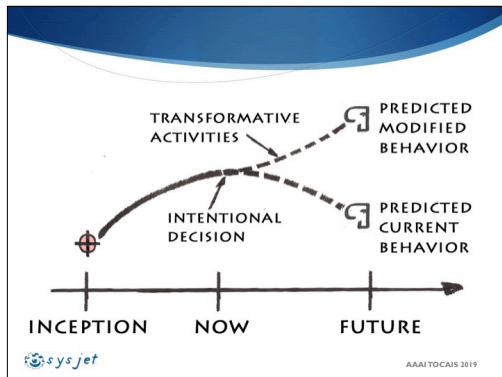 TRANSFORMATIVE
ACTIVITIES
PREDICTED
MODIFIED
BEHAVIOR
INTENTIONAL
DECISION
PREDICTED
CURRENT
BEHAVIOR
INCEPTION
NOW
FUTURE
sysjet
AAAI TOCAIS 2019